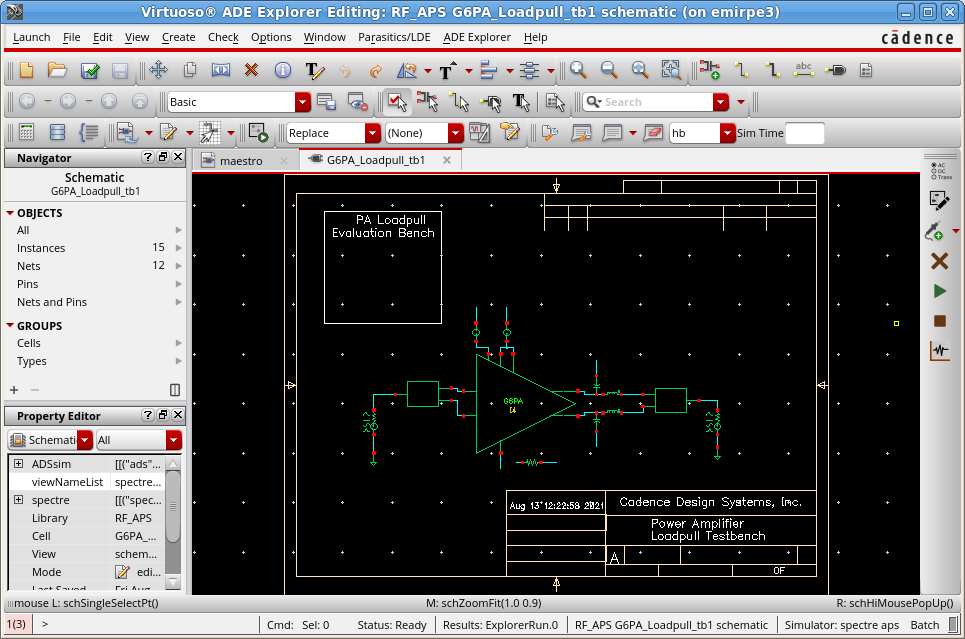 Virtuoso® ADE Explorer Editing: RF_APS G6PA_Loadpull_tb1 schematic (on emirpe3)
Launch File Edit View Create Check Options Window Parasitics/LDE ADE Explorer Help
cādence
Basic
Search
Replace
(None)
hb
Sim Time
Navigator
maestro
G6PA_Loadpull_tb1
Schematic
G6PA_Loadpull_tb1
OBJECTS
All
Instances 15
Nets 12
Pins
Nets and Pins
GROUPS
Cells
Types
Property Editor
Schemati
All
ADSsim [[("ads"...
viewNameList spectre...
spectre [[("spec...
Library RF_APS
Cell G6PA_...
View schem...
Mode edi...
Last Saved Fri Aug
PA Loadpull
Evaluation Bench
G6PA
I4
Aug 13 12:22:58 2021
Cadence Design Systems, Inc.
Power Amplifier
Loadpull Testbench
A
OF
AC
DC
Trans
mouse L: schSingleSelectPt() M: schZoomFit(1.0 0.9) R: schHiMousePopUp()
1(3) > Cmd: Sel: 0 Status: Ready Results: ExplorerRun.0 RF_APS G6PA_Loadpull_tb1 schematic Simulator: spectre aps Batch